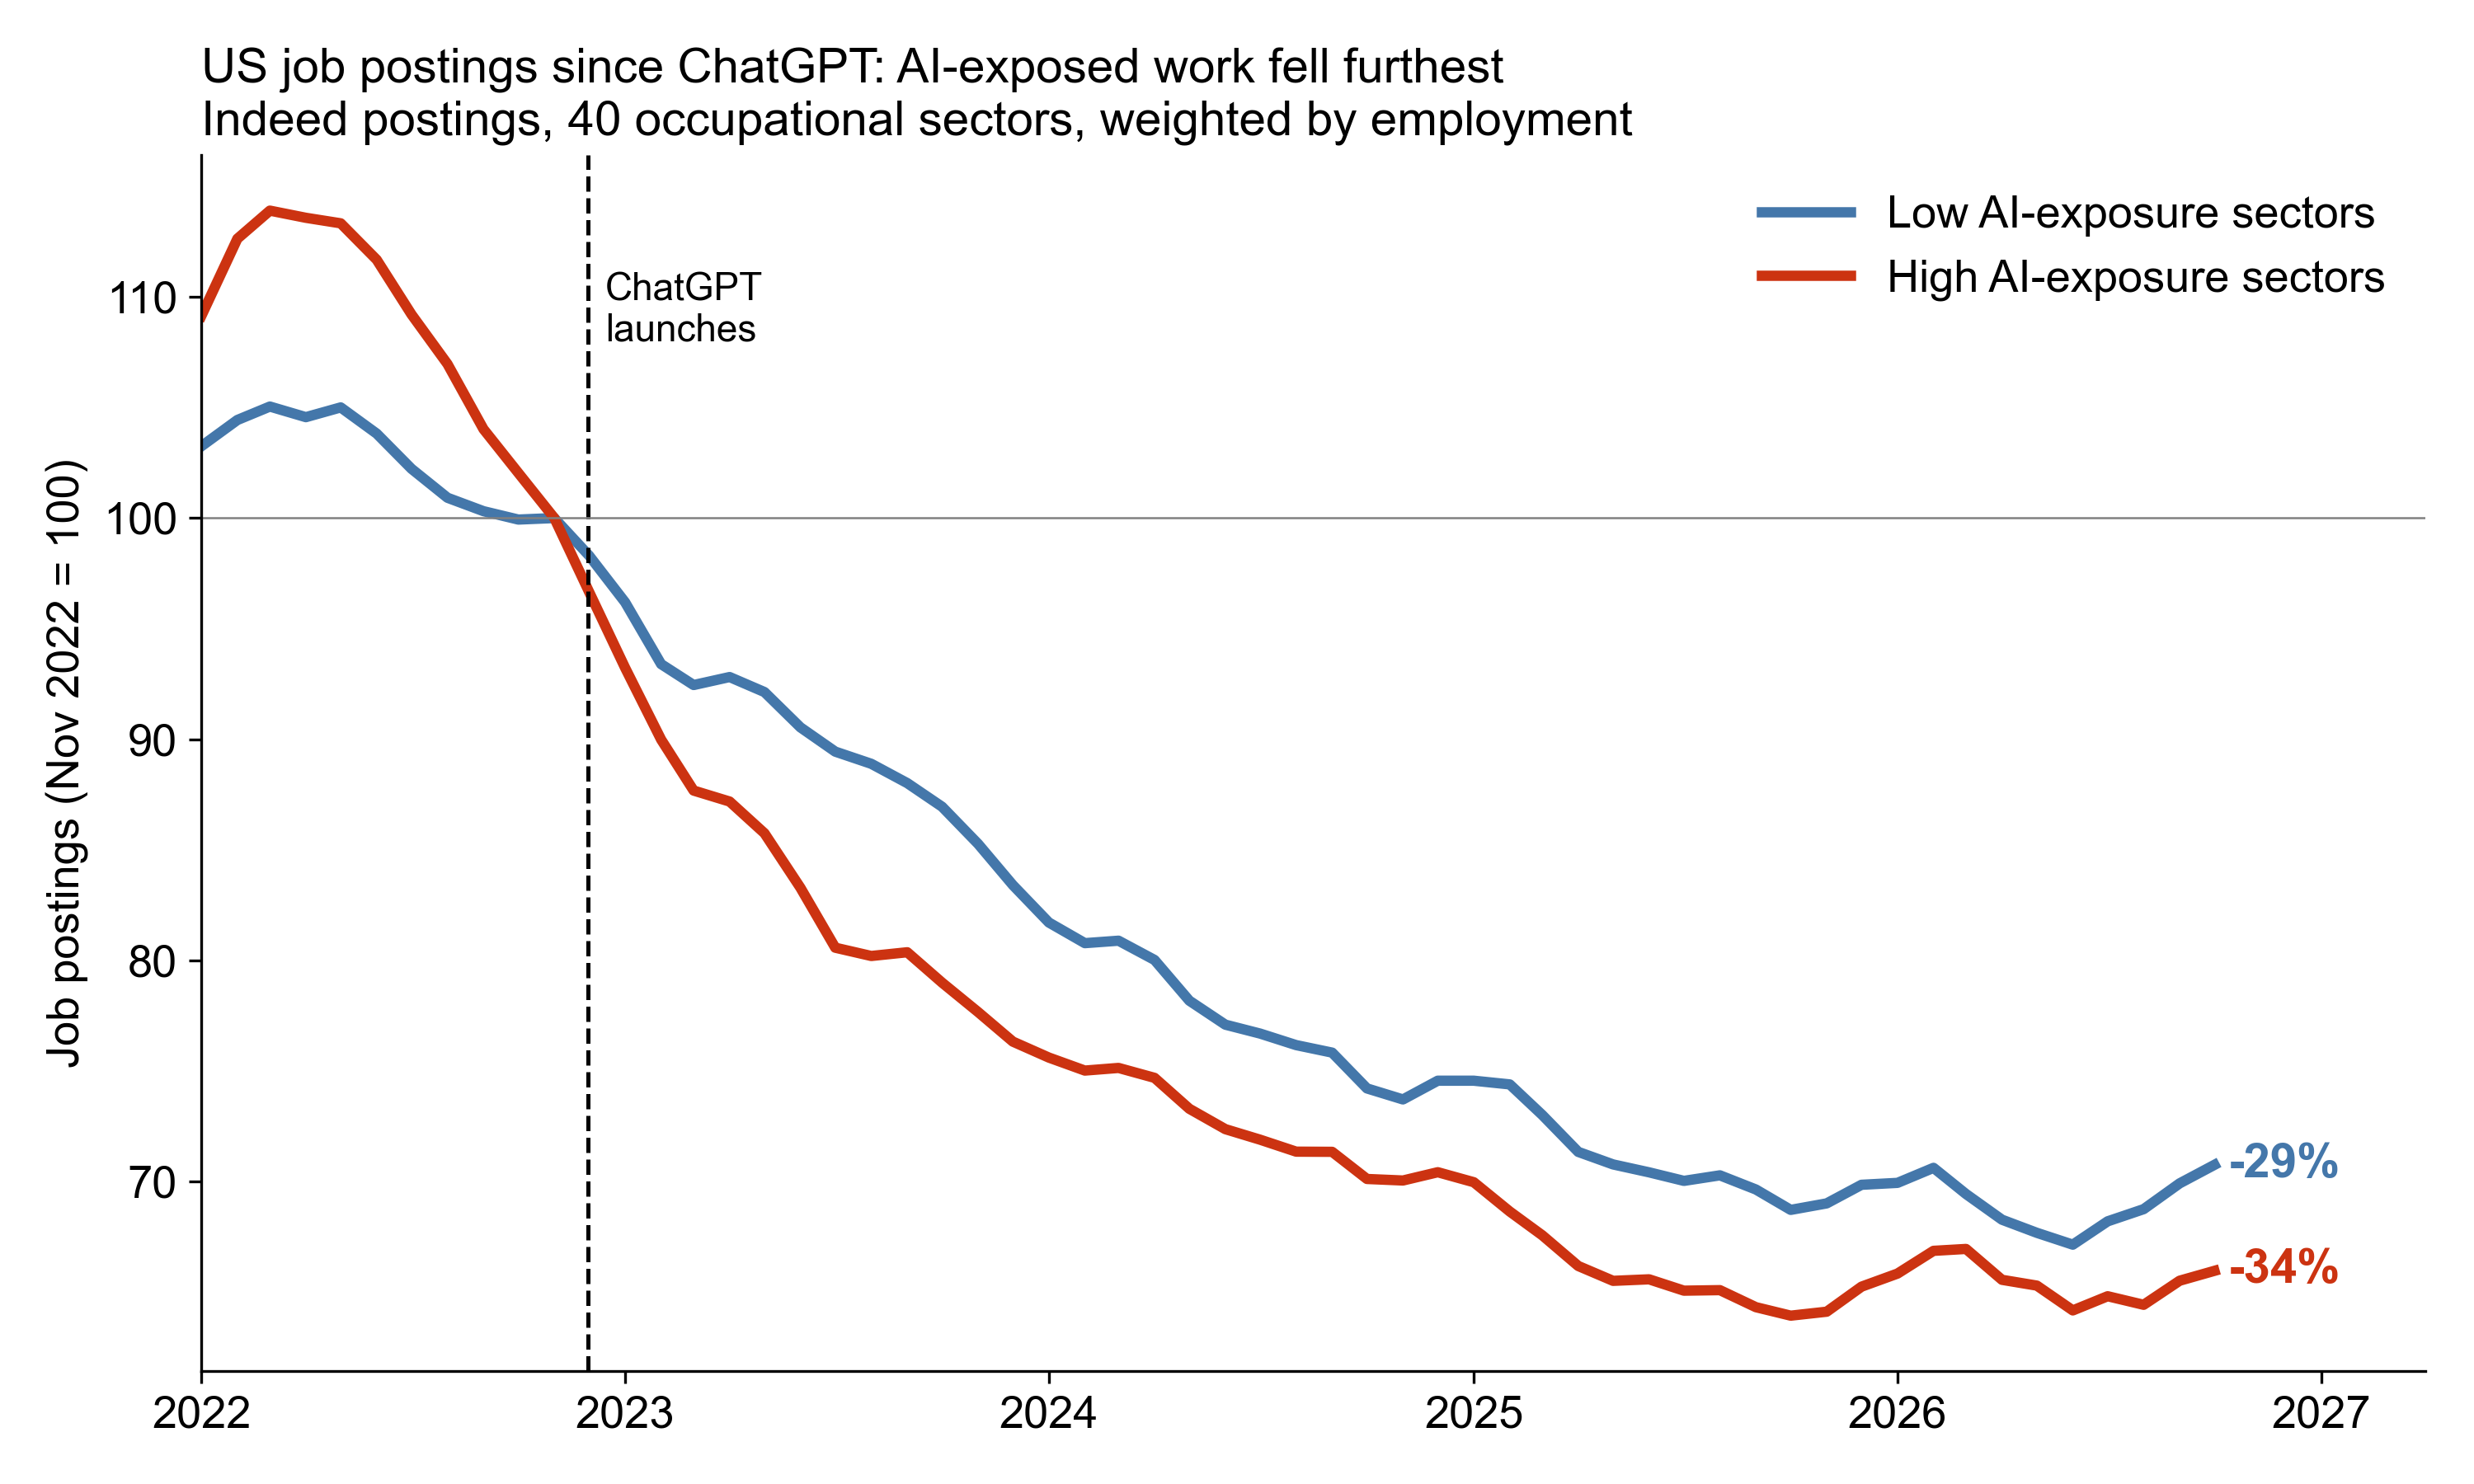 US job postings since ChatGPT: AI-exposed work fell furthest
Indeed postings, 40 occupational sectors, weighted by employment
Low AI-exposure sectors
High AI-exposure sectors
ChatGPT
launches
Job postings (Nov 2022 = 100)
110
100
90
80
70
-29%
-34%
2022
2023
2024
2025
2026
2027